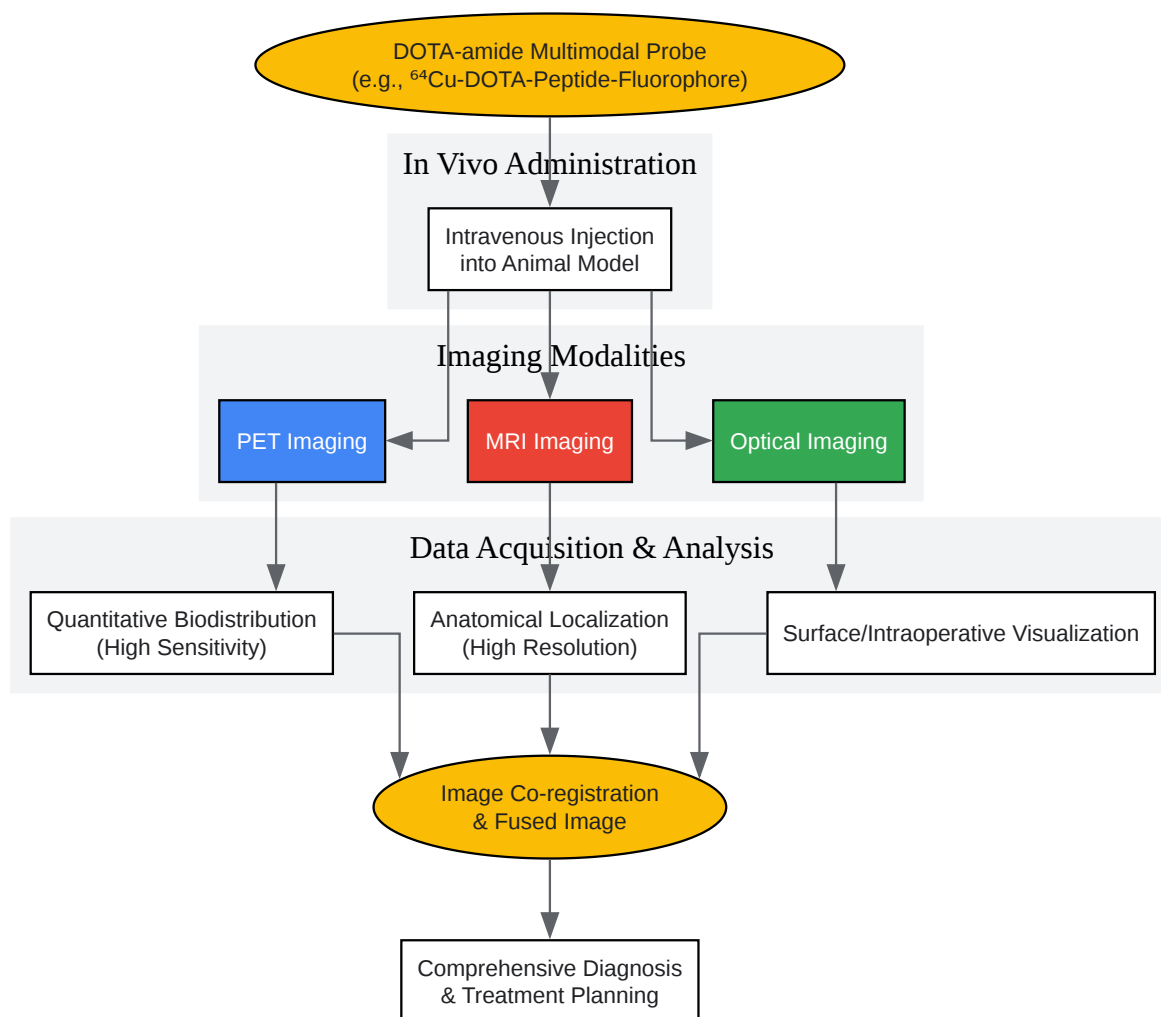 DOTA-amide Multimodal Probe
(e.g., ⁶⁴Cu-DOTA-Peptide-Fluorophore)
In Vivo Administration
Intravenous Injection
into Animal Model
Imaging Modalities
PET Imaging
MRI Imaging
Optical Imaging
Data Acquisition & Analysis
Quantitative Biodistribution
(High Sensitivity)
Anatomical Localization
(High Resolution)
Surface/Intraoperative Visualization
Image Co-registration
& Fused Image
Comprehensive Diagnosis
& Treatment Planning